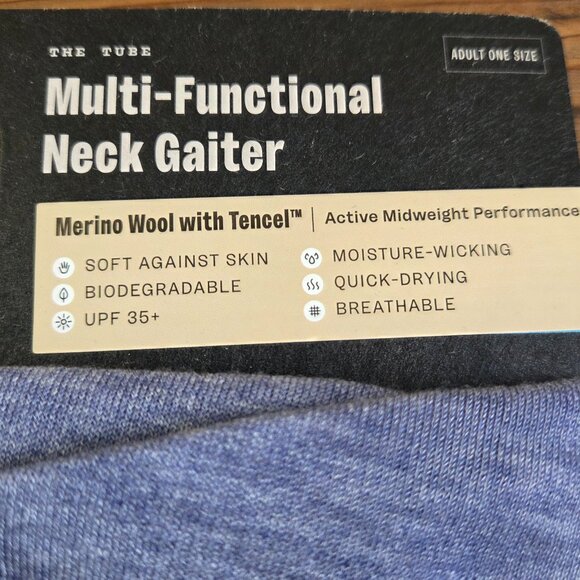 THE TUBE
ADULT ONE SIZE
Multi-Functional
Neck Gaiter
Merino Wool with Tencel™ | Active Midweight Performance
SOFT AGAINST SKIN
BIODEGRADABLE
UPF 35+
MOISTURE-WICKING
QUICK-DRYING
BREATHABLE